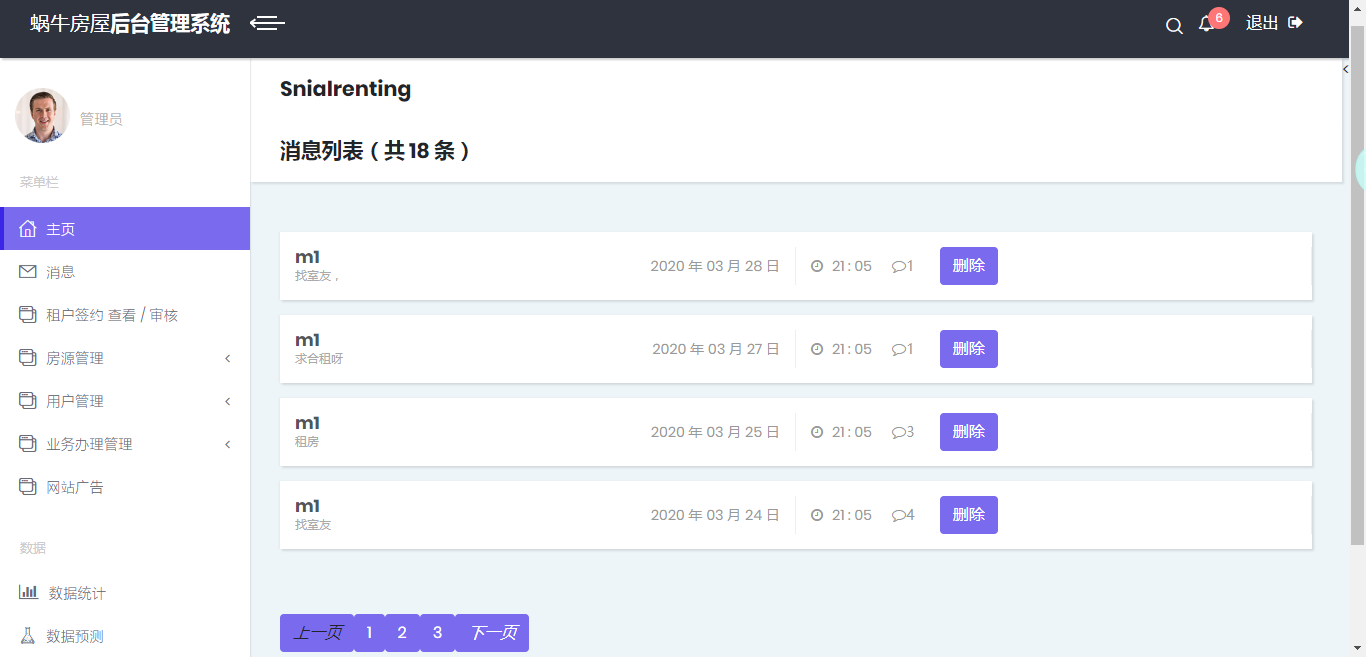 蜗牛房屋后台管理系统
6
退出
管理员
菜单栏
主页
消息
租户签约 查看 / 审核
房源管理
用户管理
业务办理管理
网站广告
数据
数据统计
数据预测
Snialrenting
消息列表（共 18 条）
m1
找室友，
2020 年 03 月 28 日 21 : 05 1 删除
m1
求合租呀
2020 年 03 月 27 日 21 : 05 1 删除
m1
租房
2020 年 03 月 25 日 21 : 05 3 删除
m1
找室友
2020 年 03 月 24 日 21 : 05 4 删除
上一页 1 2 3 下一页